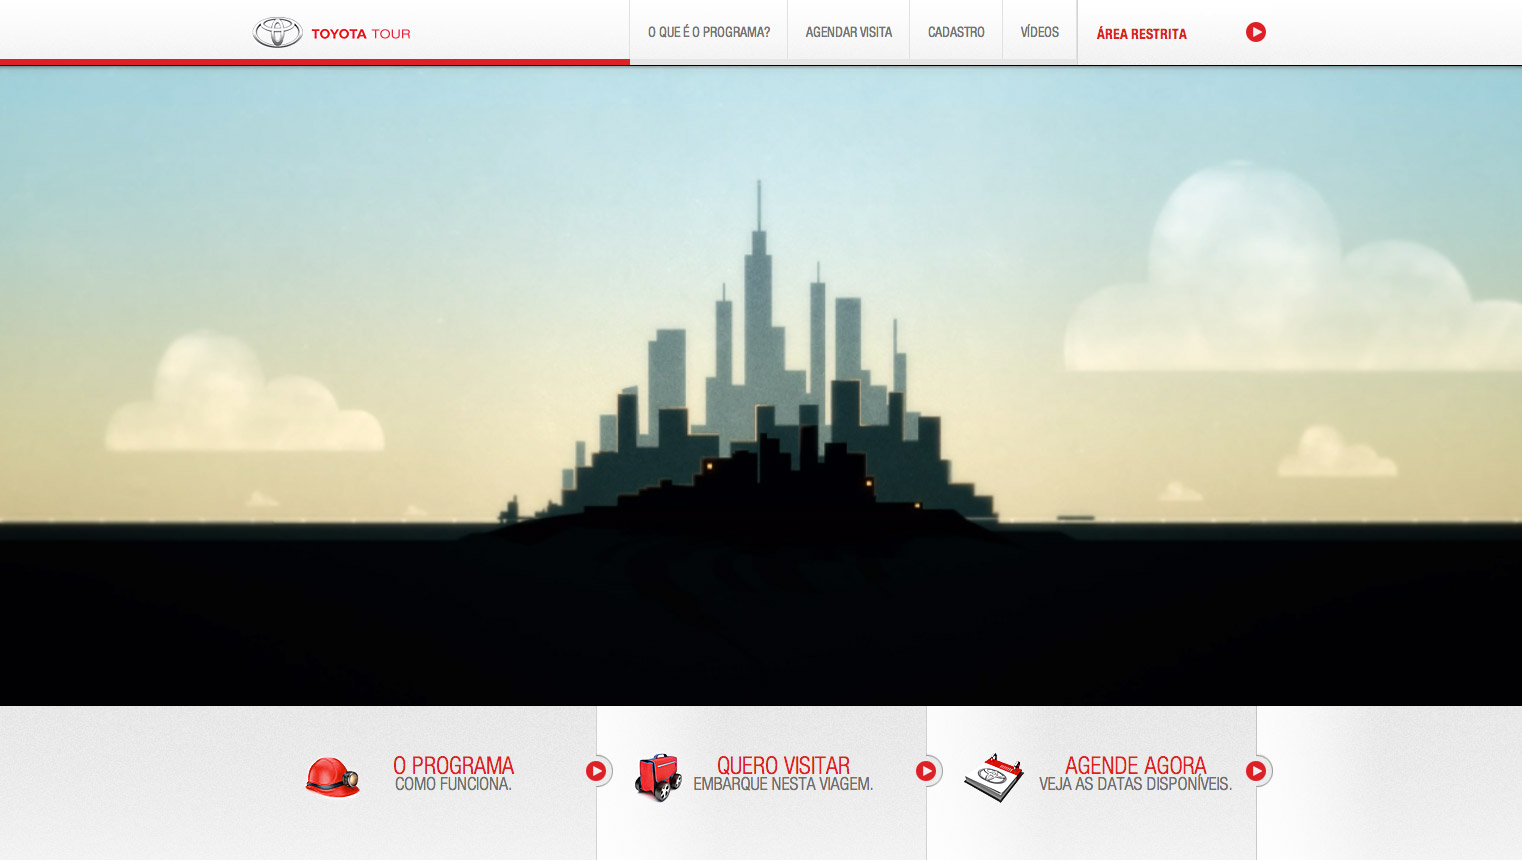 TOYOTA TOUR
O QUE É O PROGRAMA?
AGENDAR VISITA
CADASTRO
VÍDEOS
ÁREA RESTRITA
O PROGRAMA
COMO FUNCIONA.
QUERO VISITAR
EMBARQUE NESTA VIAGEM.
AGENDE AGORA
VEJA AS DATAS DISPONÍVEIS.